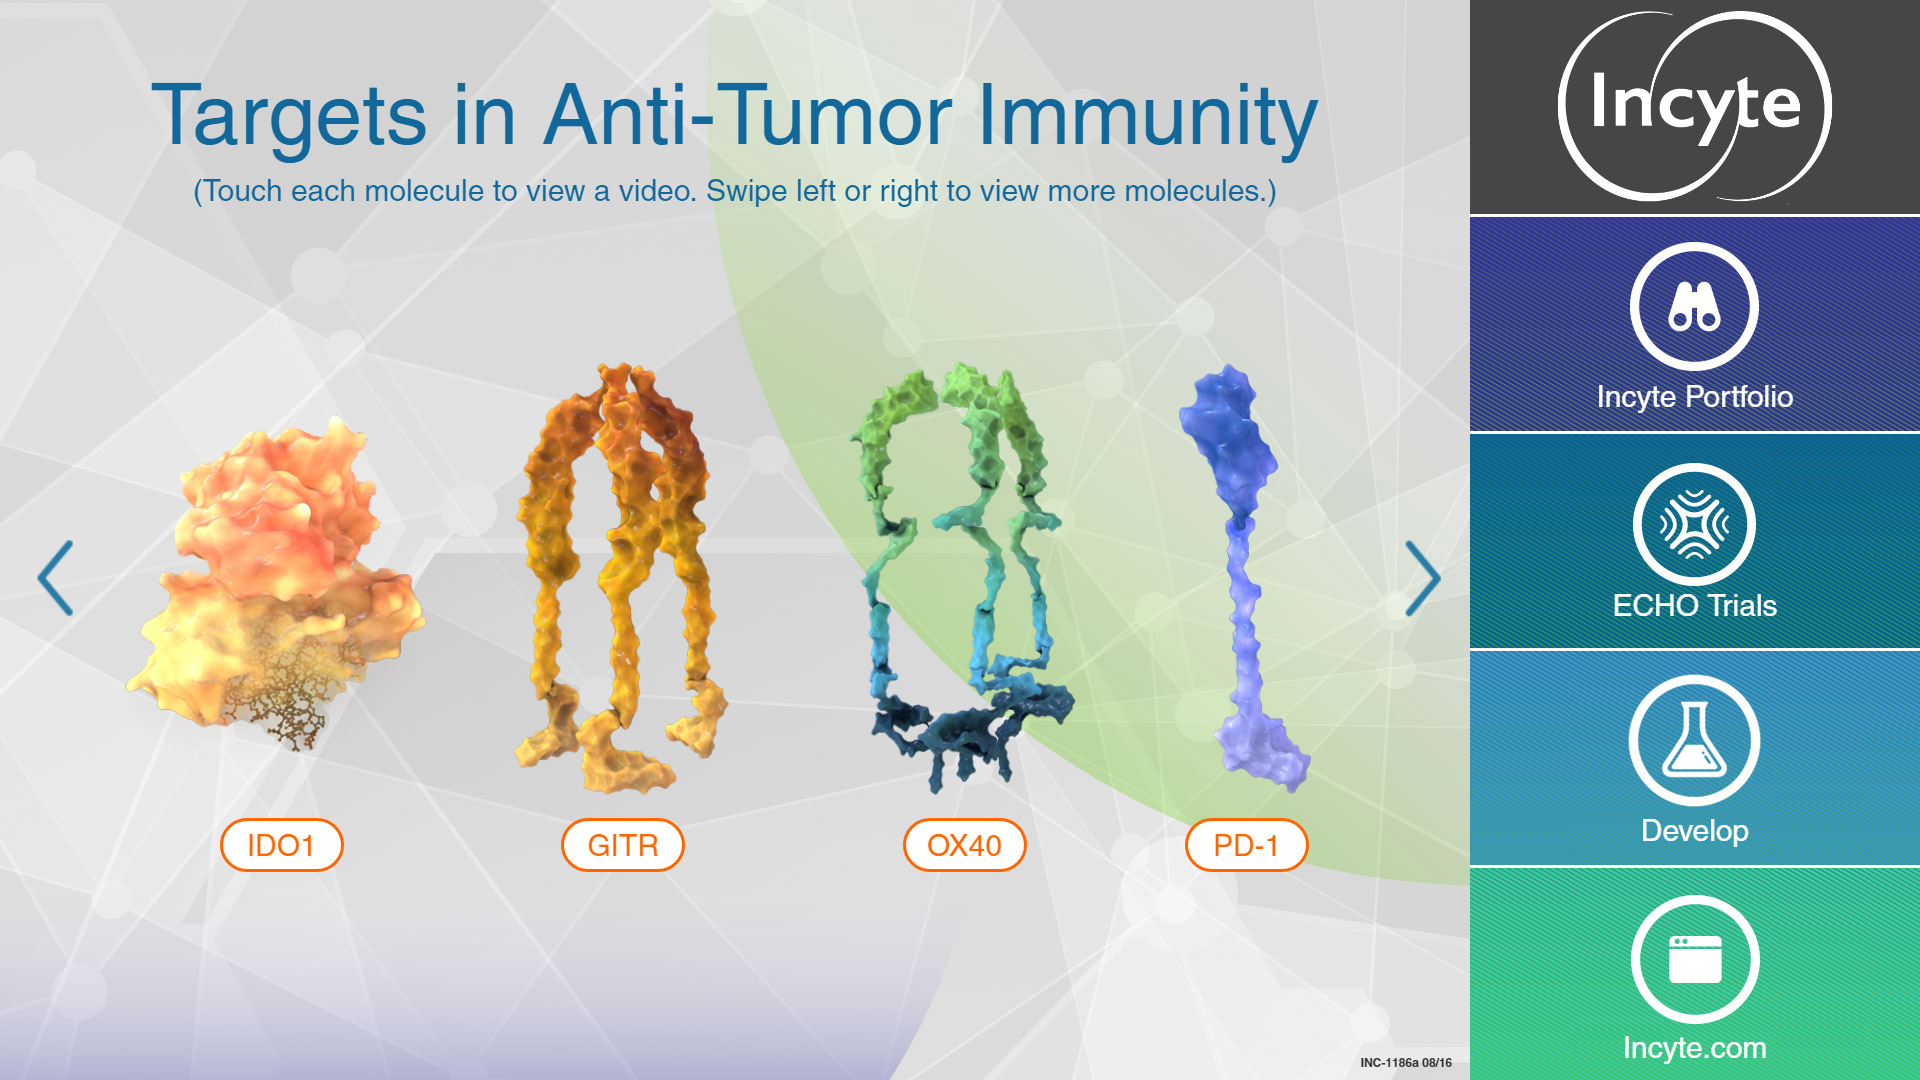 Targets in Anti-Tumor Immunity
(Touch each molecule to view a video. Swipe left or right to view more molecules.)
IDO1
GITR
OX40
PD-1
INC-1186a 08/16
Incyte
Incyte Portfolio
ECHO Trials
Develop
Incyte.com